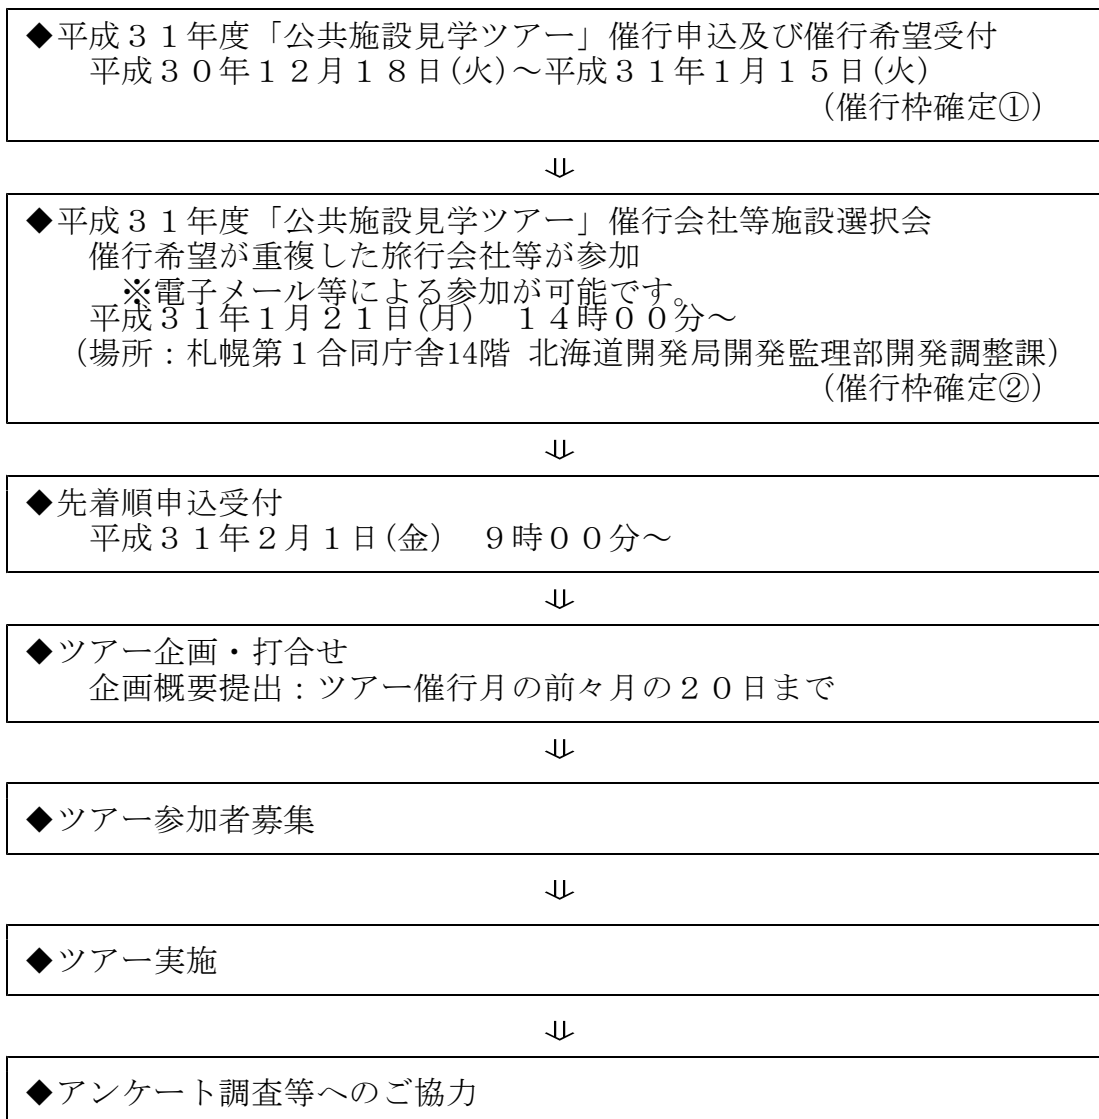 ◆平成３１年度「公共施設見学ツアー」催行申込及び催行希望受付
平成３０年１２月１８日(火)～平成３１年１月１５日(火)
(催行枠確定①)
⇓
◆平成３１年度「公共施設見学ツアー」催行会社等施設選択会
催行希望が重複した旅行会社等が参加
※電子メール等による参加が可能です。
平成３１年１月２１日(月)　１４時００分～
(場所：札幌第１合同庁舎14階 北海道開発局開発監理部開発調整課)
(催行枠確定②)
⇓
◆先着順申込受付
平成３１年２月１日(金)　９時００分～
⇓
◆ツアー企画・打合せ
企画概要提出：ツアー催行月の前々月の２０日まで
⇓
◆ツアー参加者募集
⇓
◆ツアー実施
⇓
◆アンケート調査等へのご協力